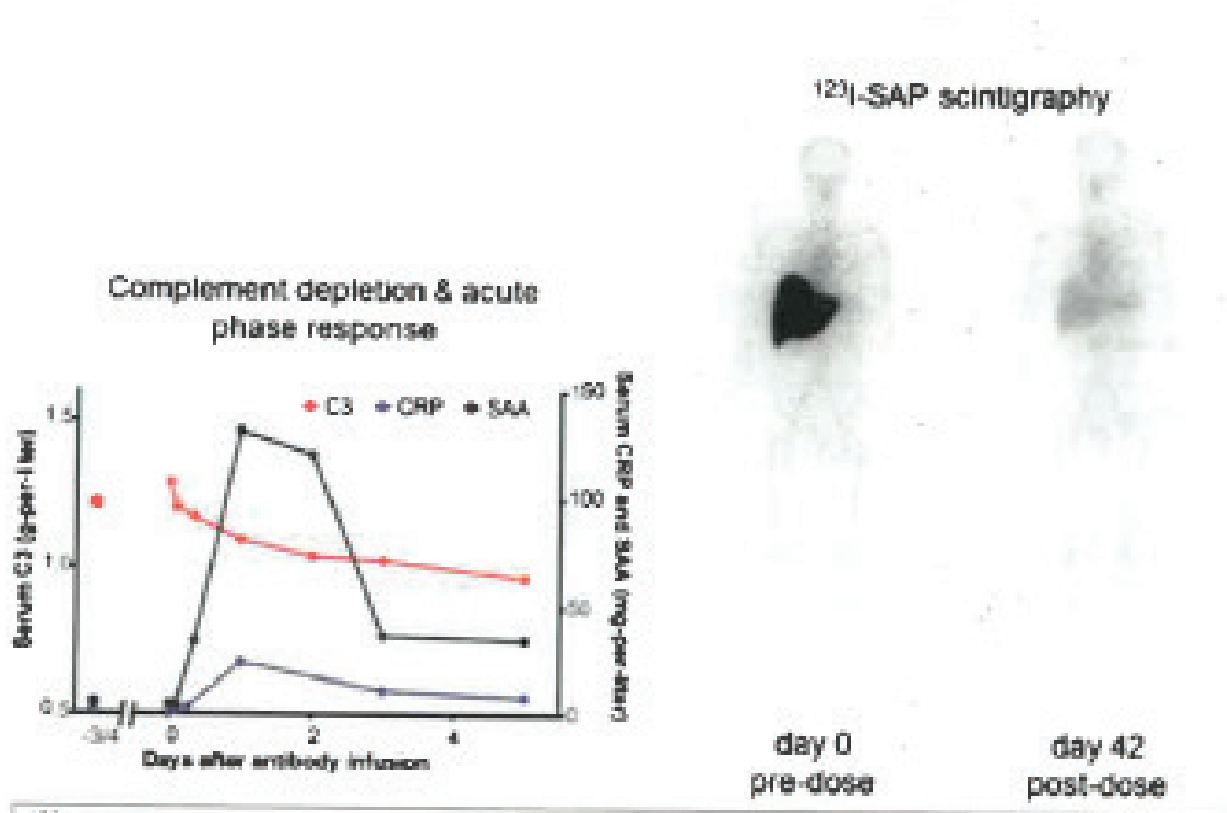 ¹²³I-SAP scintigraphy
Complement depletion & acute
phase response
C3 CRP SAA
Serum C3 (g-per-liter)
1.5
1.0
0.5
150
100
50
0
Serum CRP and SAA (mg-per-liter)
-3/4 0 2 4
Days after antibody infusion
day 0
pre-dose
day 42
post-dose